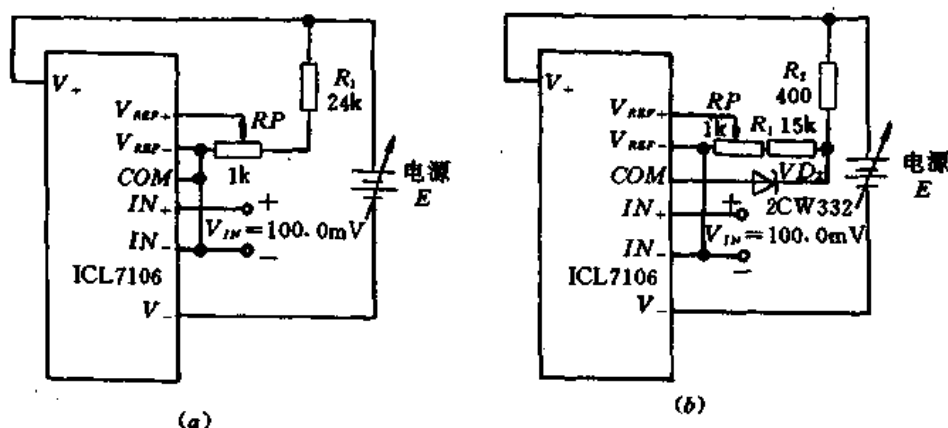 V+
R₁
24k
VREF+
RP
VREF-
1k
COM
IN+
+
电源
E
VIN=100.0mV
IN-
-
ICL7106
V-
(a)
V+
R₂
400
VREF+
RP
VREF-
1k
R₁ 15k
COM
2CW332
电源
E
IN+
+
VIN=100.0mV
IN-
-
ICL7106
V-
(b)